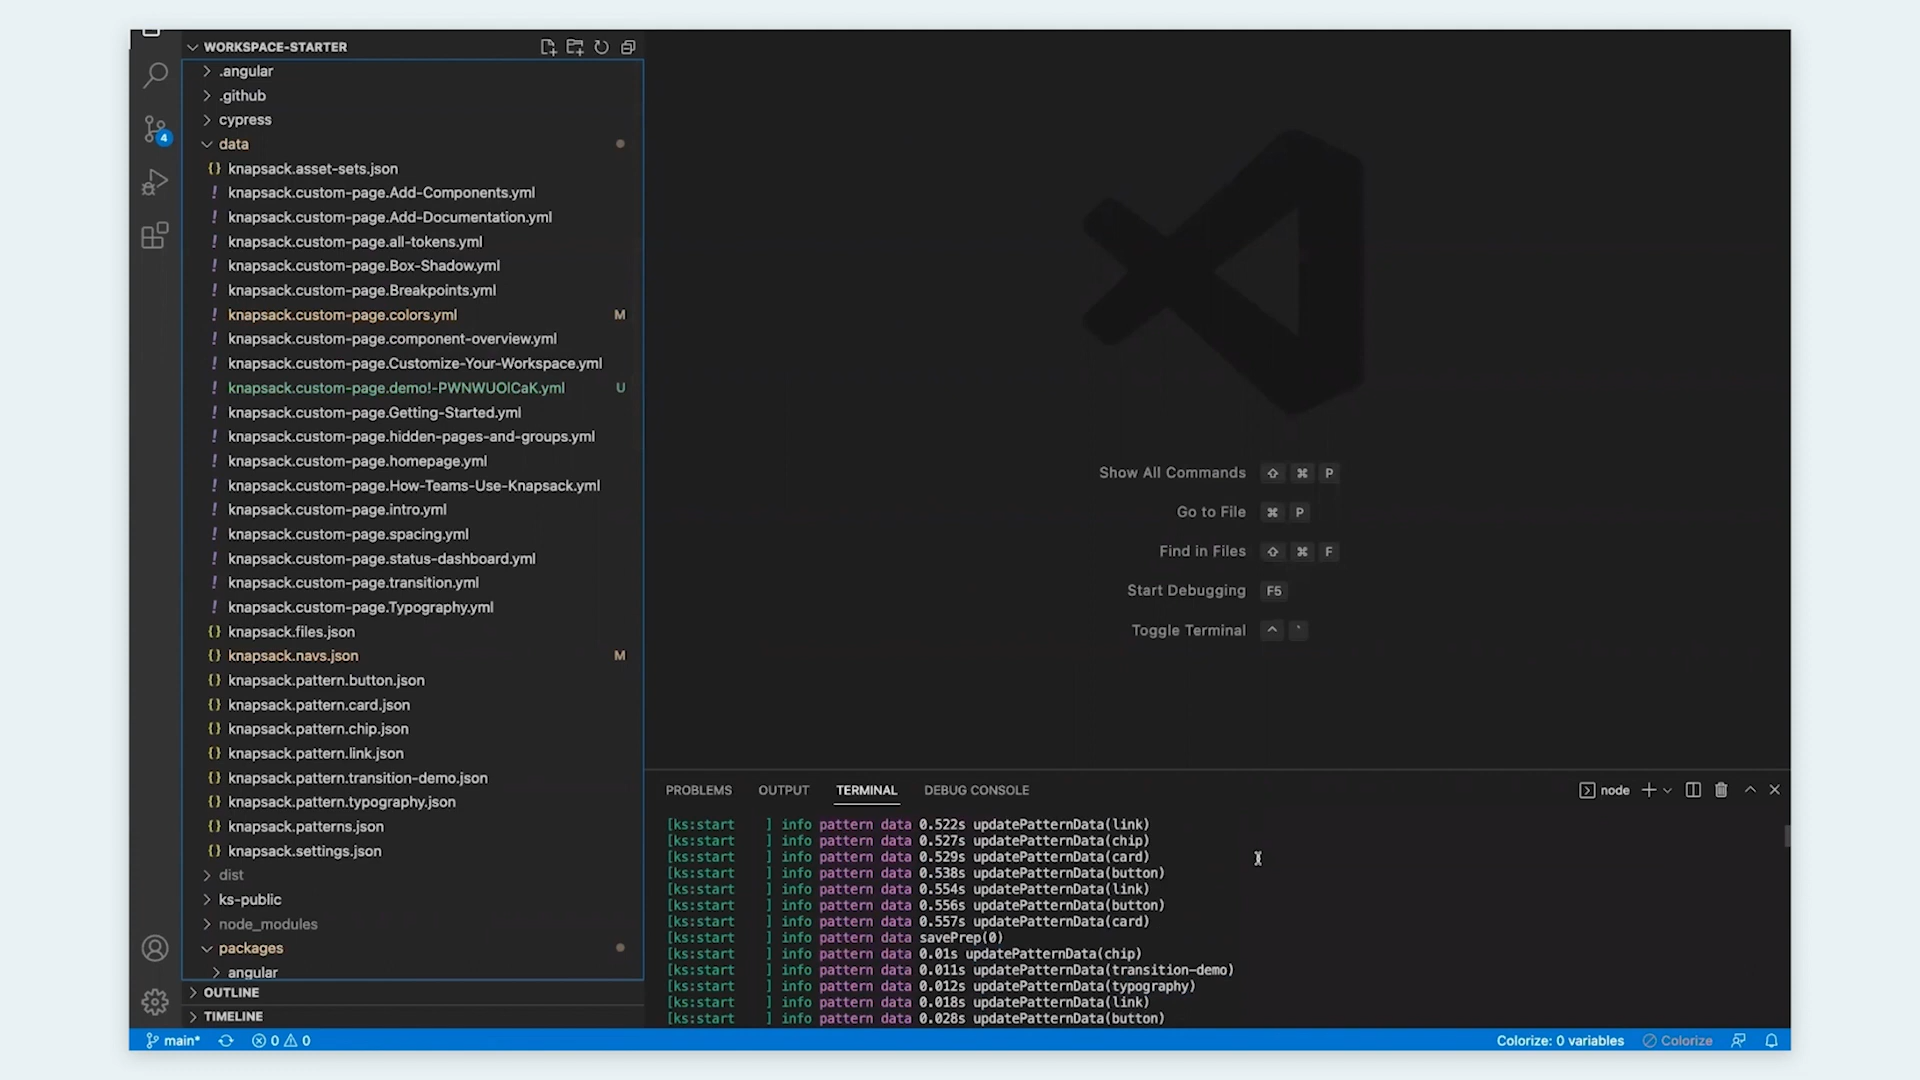 WORKSPACE-STARTER
.angular
.github
cypress
4
data
{} knapsack.asset-sets.json
! knapsack.custom-page.Add-Components.yml
! knapsack.custom-page.Add-Documentation.yml
! knapsack.custom-page.all-tokens.yml
! knapsack.custom-page.Box-Shadow.yml
! knapsack.custom-page.Breakpoints.yml
! knapsack.custom-page.colors.yml M
! knapsack.custom-page.component-overview.yml
! knapsack.custom-page.Customize-Your-Workspace.yml
! knapsack.custom-page.demo!-PWNWUOlCaK.yml U
! knapsack.custom-page.Getting-Started.yml
! knapsack.custom-page.hidden-pages-and-groups.yml
! knapsack.custom-page.homepage.yml
! knapsack.custom-page.How-Teams-Use-Knapsack.yml
! knapsack.custom-page.intro.yml
! knapsack.custom-page.spacing.yml
! knapsack.custom-page.status-dashboard.yml
! knapsack.custom-page.transition.yml
! knapsack.custom-page.Typography.yml
{} knapsack.files.json
{} knapsack.navs.json M
{} knapsack.pattern.button.json
{} knapsack.pattern.card.json
{} knapsack.pattern.chip.json
{} knapsack.pattern.link.json
{} knapsack.pattern.transition-demo.json
{} knapsack.pattern.typography.json
{} knapsack.patterns.json
{} knapsack.settings.json
dist
ks-public
node_modules
packages
angular
OUTLINE
TIMELINE
Show All Commands ⇧ ⌘ P
Go to File ⌘ P
Find in Files ⇧ ⌘ F
Start Debugging F5
Toggle Terminal ^ `
PROBLEMS OUTPUT TERMINAL DEBUG CONSOLE node
[ks:start ] info pattern data 0.522s updatePatternData(link)
[ks:start ] info pattern data 0.527s updatePatternData(chip)
[ks:start ] info pattern data 0.529s updatePatternData(card)
[ks:start ] info pattern data 0.538s updatePatternData(button)
[ks:start ] info pattern data 0.554s updatePatternData(link)
[ks:start ] info pattern data 0.556s updatePatternData(button)
[ks:start ] info pattern data 0.557s updatePatternData(card)
[ks:start ] info pattern data savePrep(0)
[ks:start ] info pattern data 0.01s updatePatternData(chip)
[ks:start ] info pattern data 0.011s updatePatternData(transition-demo)
[ks:start ] info pattern data 0.012s updatePatternData(typography)
[ks:start ] info pattern data 0.018s updatePatternData(link)
[ks:start ] info pattern data 0.028s updatePatternData(button)
main* 0 0 Colorize: 0 variables Colorize